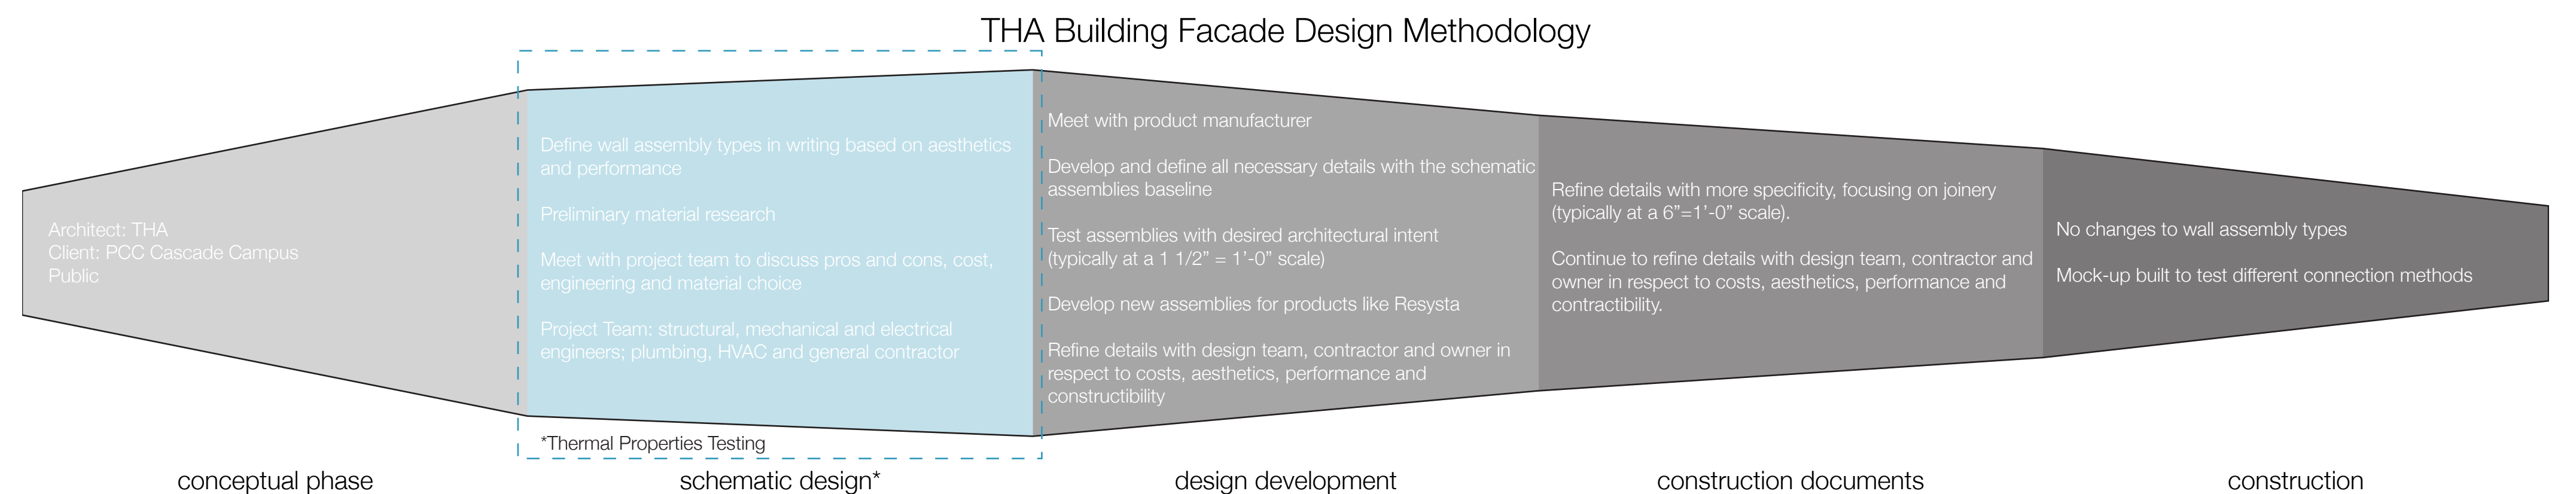 THA Building Facade Design Methodology
Architect: THA
Client: PCC Cascade Campus
Public
Define wall assembly types in writing based on aesthetics
and performance
Preliminary material research
Meet with project team to discuss pros and cons, cost,
engineering and material choice
Project Team: structural, mechanical and electrical
engineers; plumbing, HVAC and general contractor
*Thermal Properties Testing
Meet with product manufacturer
Develop and define all necessary details with the schematic
assemblies baseline
Test assemblies with desired architectural intent
(typically at a 1 1/2” = 1’-0” scale)
Develop new assemblies for products like Resysta
Refine details with design team, contractor and owner in
respect to costs, aesthetics, performance and
constructibility
Refine details with more specificity, focusing on joinery
(typically at a 6”=1’-0” scale).
Continue to refine details with design team, contractor and
owner in respect to costs, aesthetics, performance and
contractibility.
No changes to wall assembly types
Mock-up built to test different connection methods
conceptual phase
schematic design*
design development
construction documents
construction